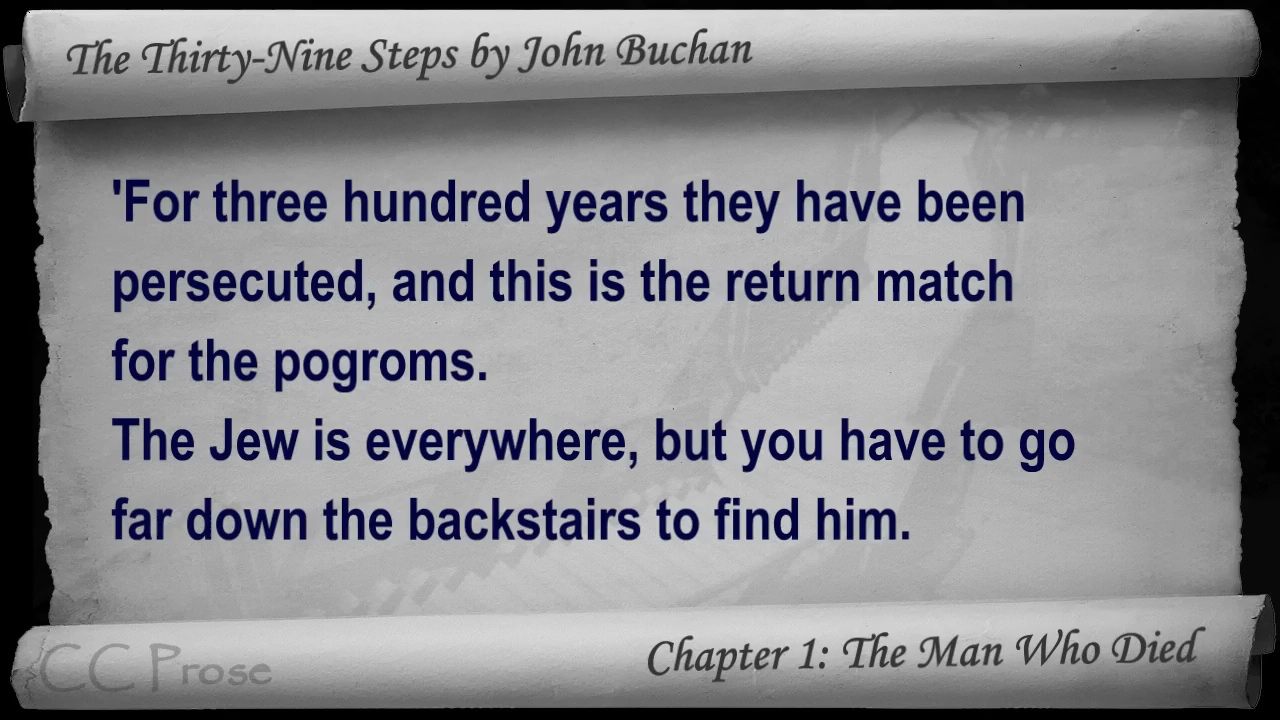 The Thirty-Nine Steps by John Buchan
'For three hundred years they have been
persecuted, and this is the return match
for the pogroms.
The Jew is everywhere, but you have to go
far down the backstairs to find him.
CC Prose
Chapter 1: The Man Who Died